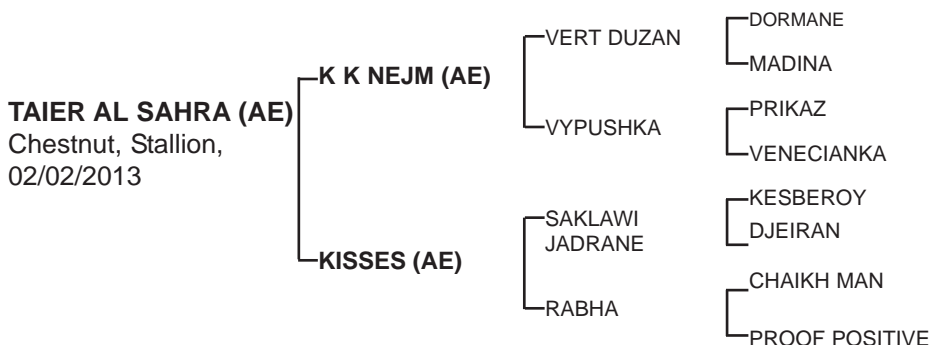 TAIER AL SAHRA (AE)
Chestnut, Stallion,
02/02/2013
K K NEJM (AE)
KISSES (AE)
VERT DUZAN
VYPUSHKA
SAKLAWI
JADRANE
RABHA
DORMANE
MADINA
PRIKAZ
VENECIANKA
KESBEROY
DJEIRAN
CHAIKH MAN
PROOF POSITIVE